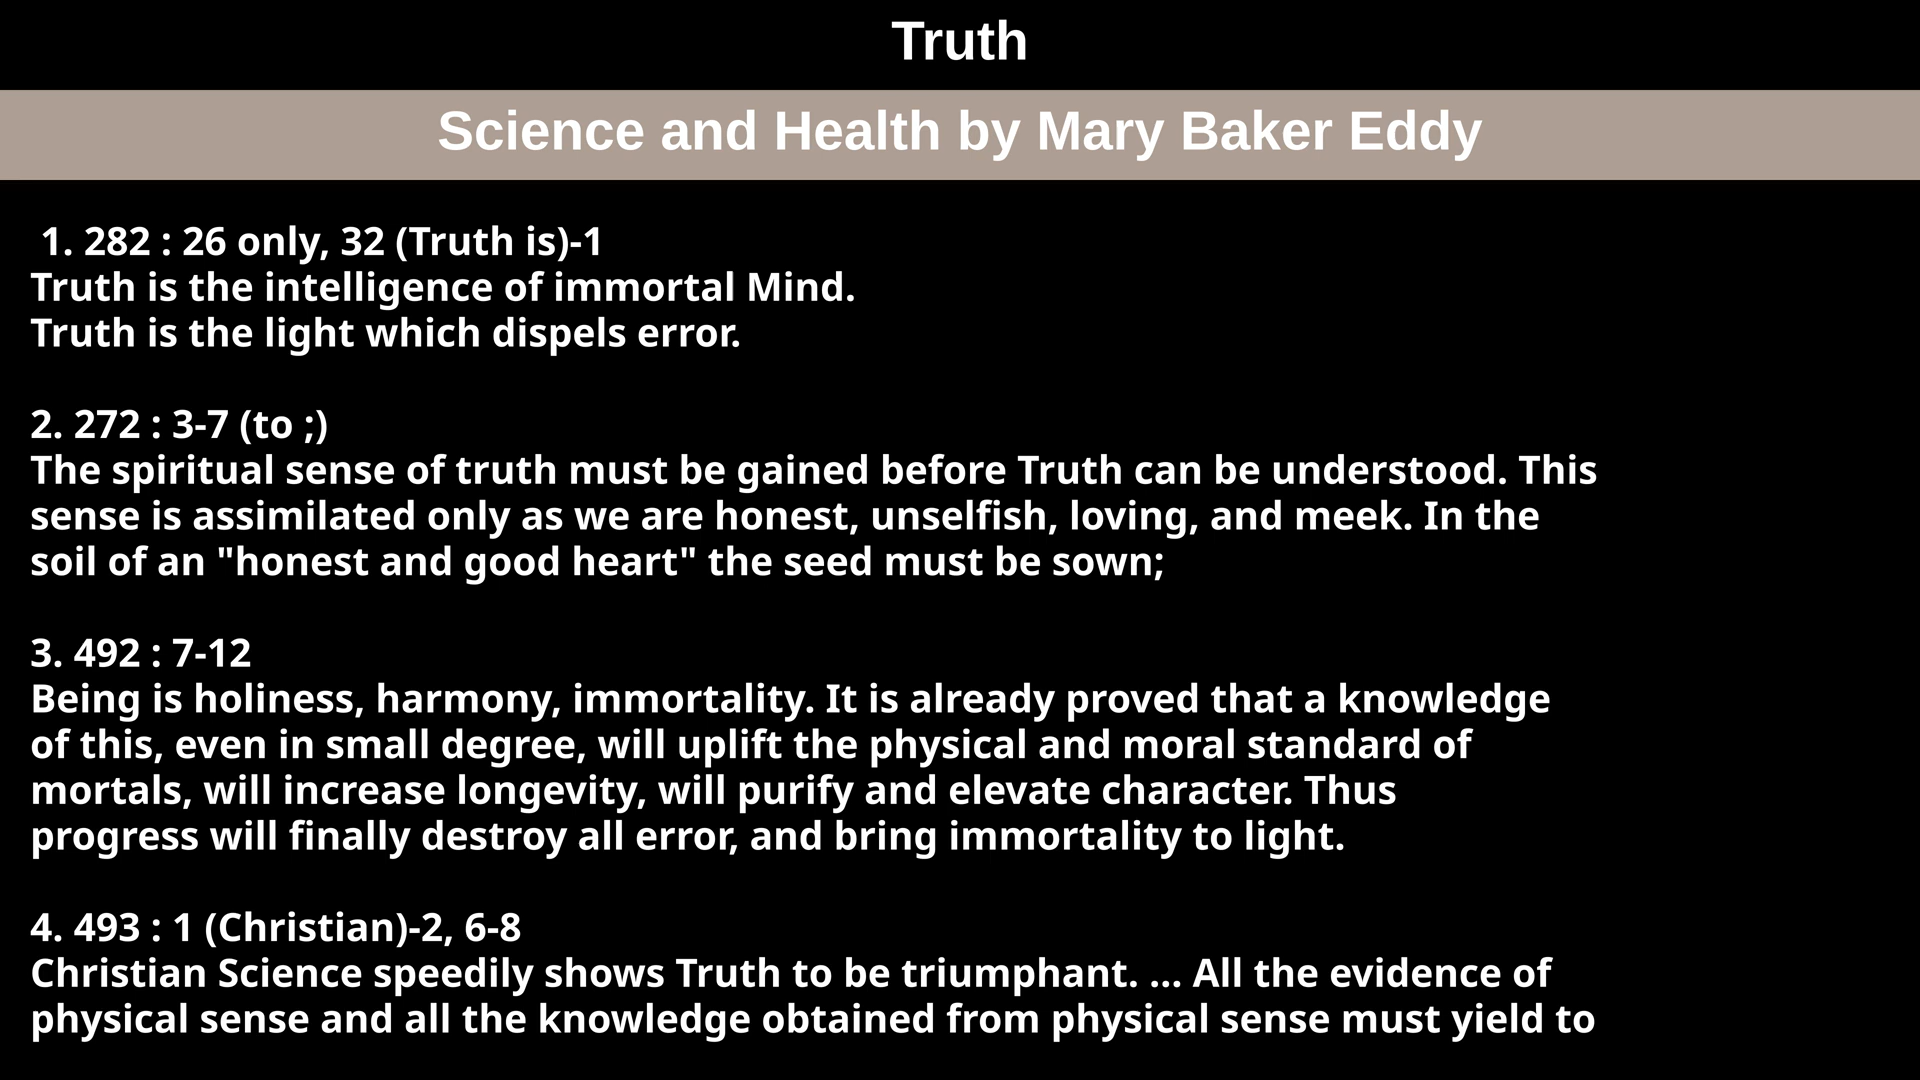 Truth
Science and Health by Mary Baker Eddy
1. 282 : 26 only, 32 (Truth is)-1
Truth is the intelligence of immortal Mind.
Truth is the light which dispels error.
2. 272 : 3-7 (to ;)
The spiritual sense of truth must be gained before Truth can be understood. This
sense is assimilated only as we are honest, unselfish, loving, and meek. In the
soil of an "honest and good heart" the seed must be sown;
3. 492 : 7-12
Being is holiness, harmony, immortality. It is already proved that a knowledge
of this, even in small degree, will uplift the physical and moral standard of
mortals, will increase longevity, will purify and elevate character. Thus
progress will finally destroy all error, and bring immortality to light.
4. 493 : 1 (Christian)-2, 6-8
Christian Science speedily shows Truth to be triumphant. ... All the evidence of
physical sense and all the knowledge obtained from physical sense must yield to